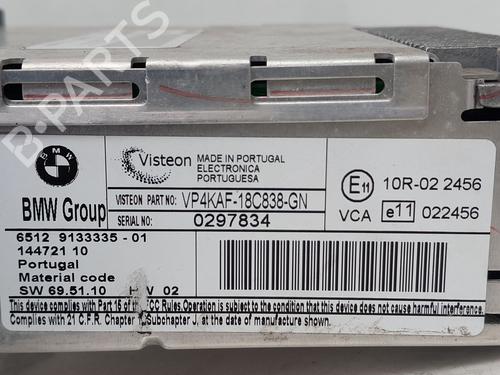 B-PARTS
BMW
BMW Group
Visteon
MADE IN PORTUGAL
ELECTRONICA
PORTUGUESA
VISTEON PART NO: VP4KAF-18C838-GN
SERIAL NO: 0297834
E11 10R-02 2456
VCA e11 022456
6512 9133335 - 01
144721 10
Portugal
Material code
SW 69.51.10 HW 02
This device complies with Part 15 of the FCC Rules. Operation is subject to the condition that this device does not cause harmful interference.
Complies with 21 C.F.R. Chapter 1, Subchapter J, at the date of manufacture shown: